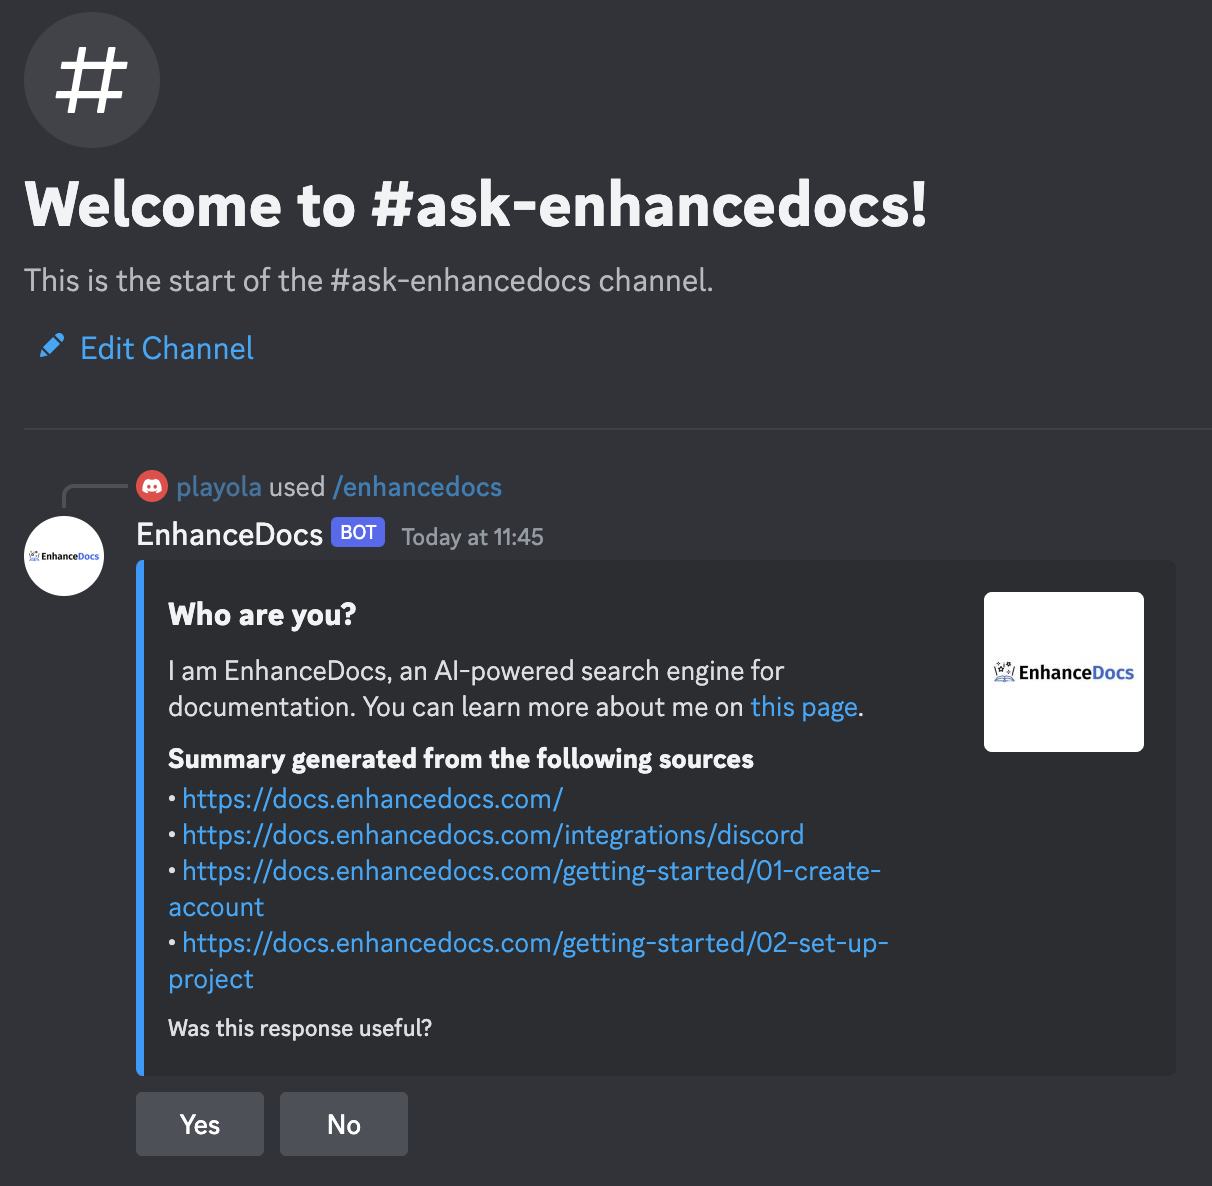 #
Welcome to #ask-enhancedocs!
This is the start of the #ask-enhancedocs channel.
Edit Channel
playola used /enhancedocs
EnhanceDocs BOT Today at 11:45
EnhanceDocs
Who are you?
I am EnhanceDocs, an AI-powered search engine for
documentation. You can learn more about me on this page.
EnhanceDocs
Summary generated from the following sources
• https://docs.enhancedocs.com/
• https://docs.enhancedocs.com/integrations/discord
• https://docs.enhancedocs.com/getting-started/01-create-
account
• https://docs.enhancedocs.com/getting-started/02-set-up-
project
Was this response useful?
Yes No